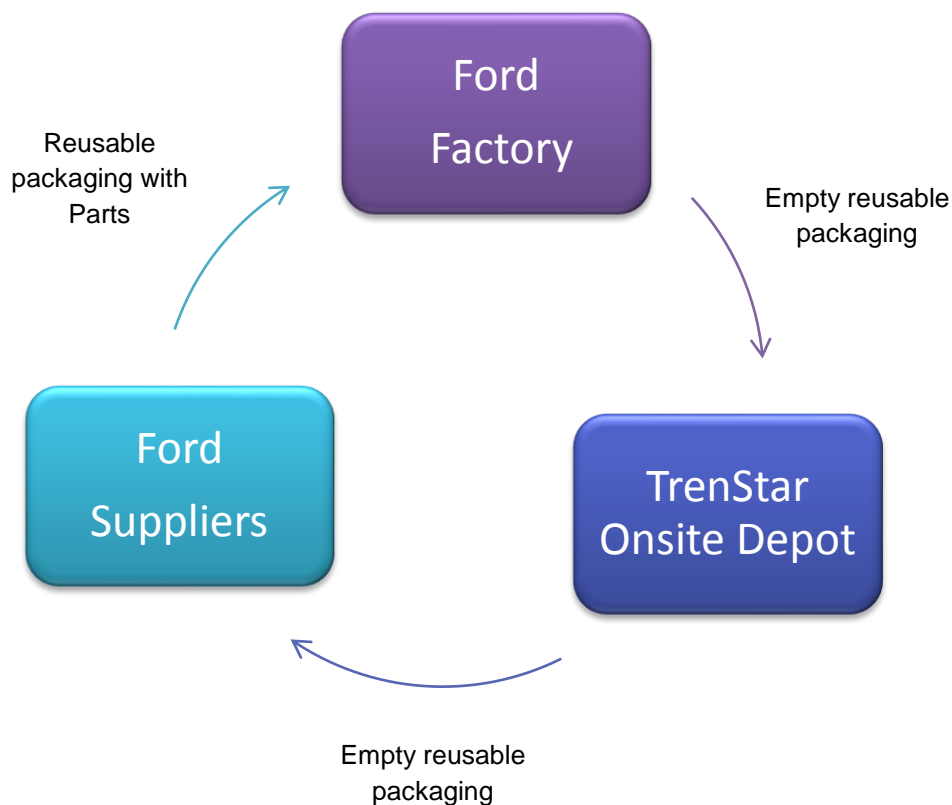 Ford
Factory
Reusable
packaging with
Parts
Empty reusable
packaging
Ford
Suppliers
TrenStar
Onsite Depot
Empty reusable
packaging